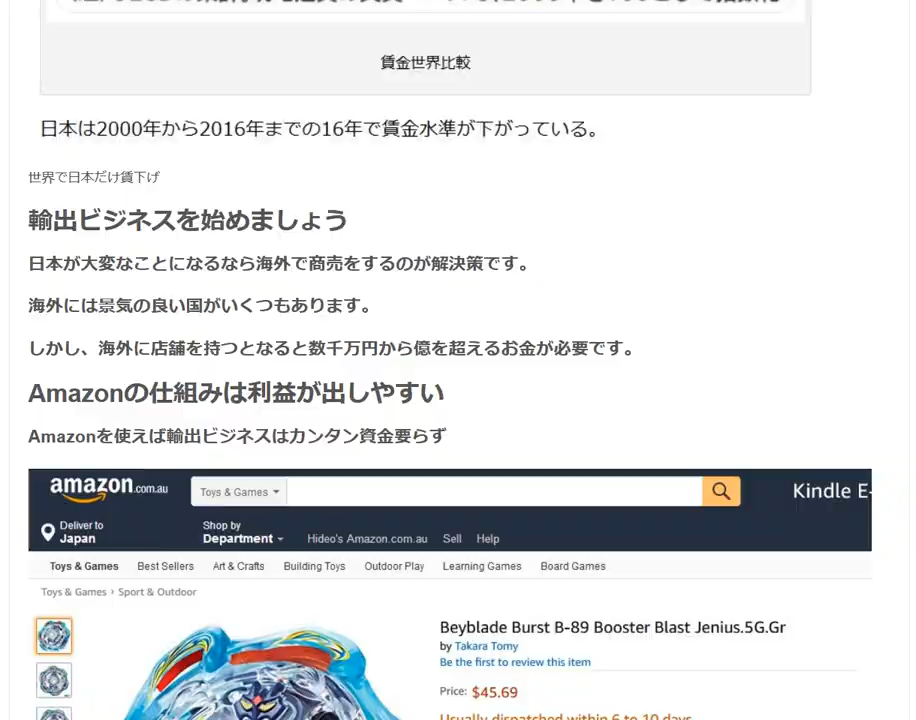 賃金世界比較
日本は2000年から2016年までの16年で賃金水準が下がっている。
世界で日本だけ賃下げ
輸出ビジネスを始めましょう
日本が大変なことになるなら海外で商売をするのが解決策です。
海外には景気の良い国がいくつもあります。
しかし、海外に店舗を持つとなると数千万円から億を超えるお金が必要です。
Amazonの仕組みは利益が出しやすい
Amazonを使えば輸出ビジネスはカンタン資金要らず
amazon.com.au Toys & Games Kindle E-
Deliver to Shop by
Japan Department Hideo's Amazon.com.au Sell Help
Toys & Games Best Sellers Art & Crafts Building Toys Outdoor Play Learning Games Board Games
Toys & Games › Sport & Outdoor
Beyblade Burst B-89 Booster Blast Jenius.5G.Gr
by Takara Tomy
Be the first to review this item
Price: $45.69
Usually dispatched within 6 to 10 days